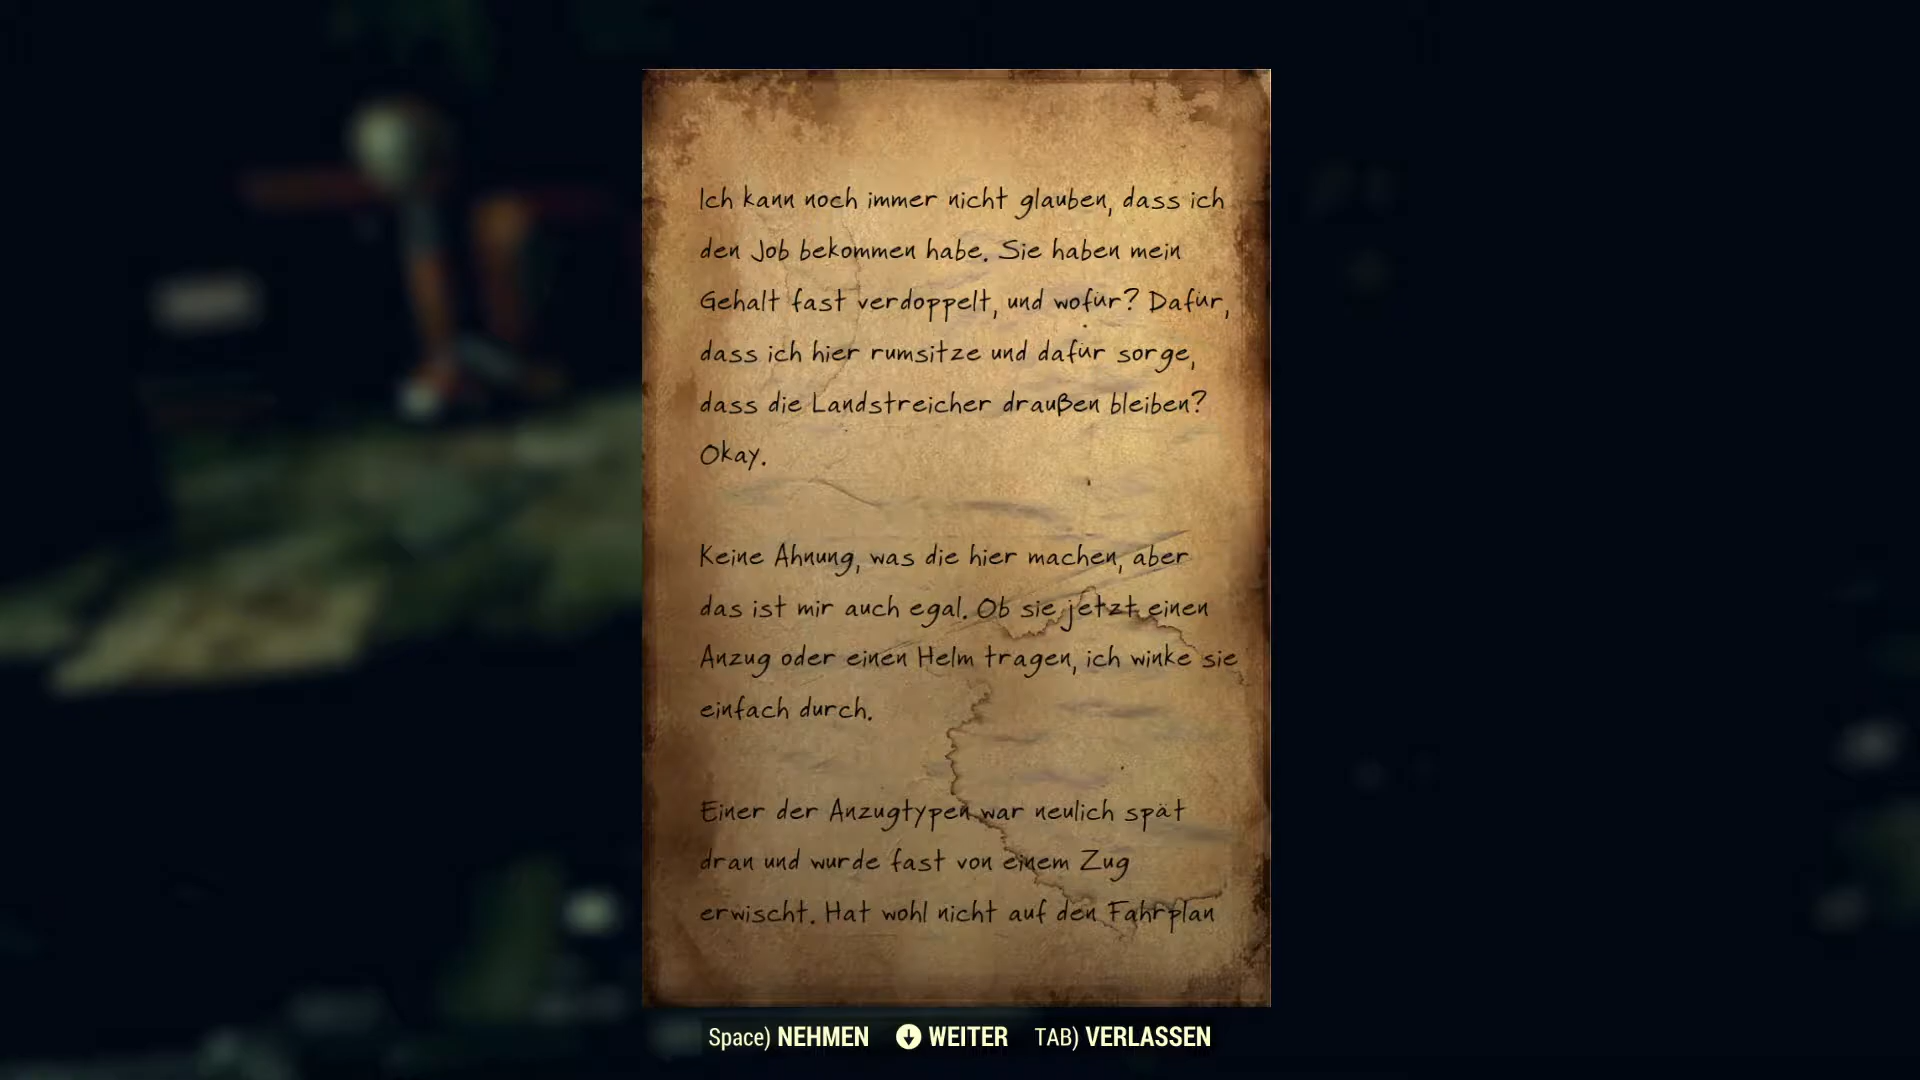 Ich kann noch immer nicht glauben, dass ich
den Job bekommen habe. Sie haben mein
Gehalt fast verdoppelt, und wofür? Dafür,
dass ich hier rumsitze und dafür sorge,
dass die Landstreicher draußen bleiben?
Okay.
Keine Ahnung, was die hier machen, aber
das ist mir auch egal. Ob sie jetzt einen
Anzug oder einen Helm tragen, ich winke sie
einfach durch.
Einer der Anzugtypen war neulich spät
dran und wurde fast von einem Zug
erwischt. Hat wohl nicht auf den Fahrplan
Space) NEHMEN WEITER TAB) VERLASSEN